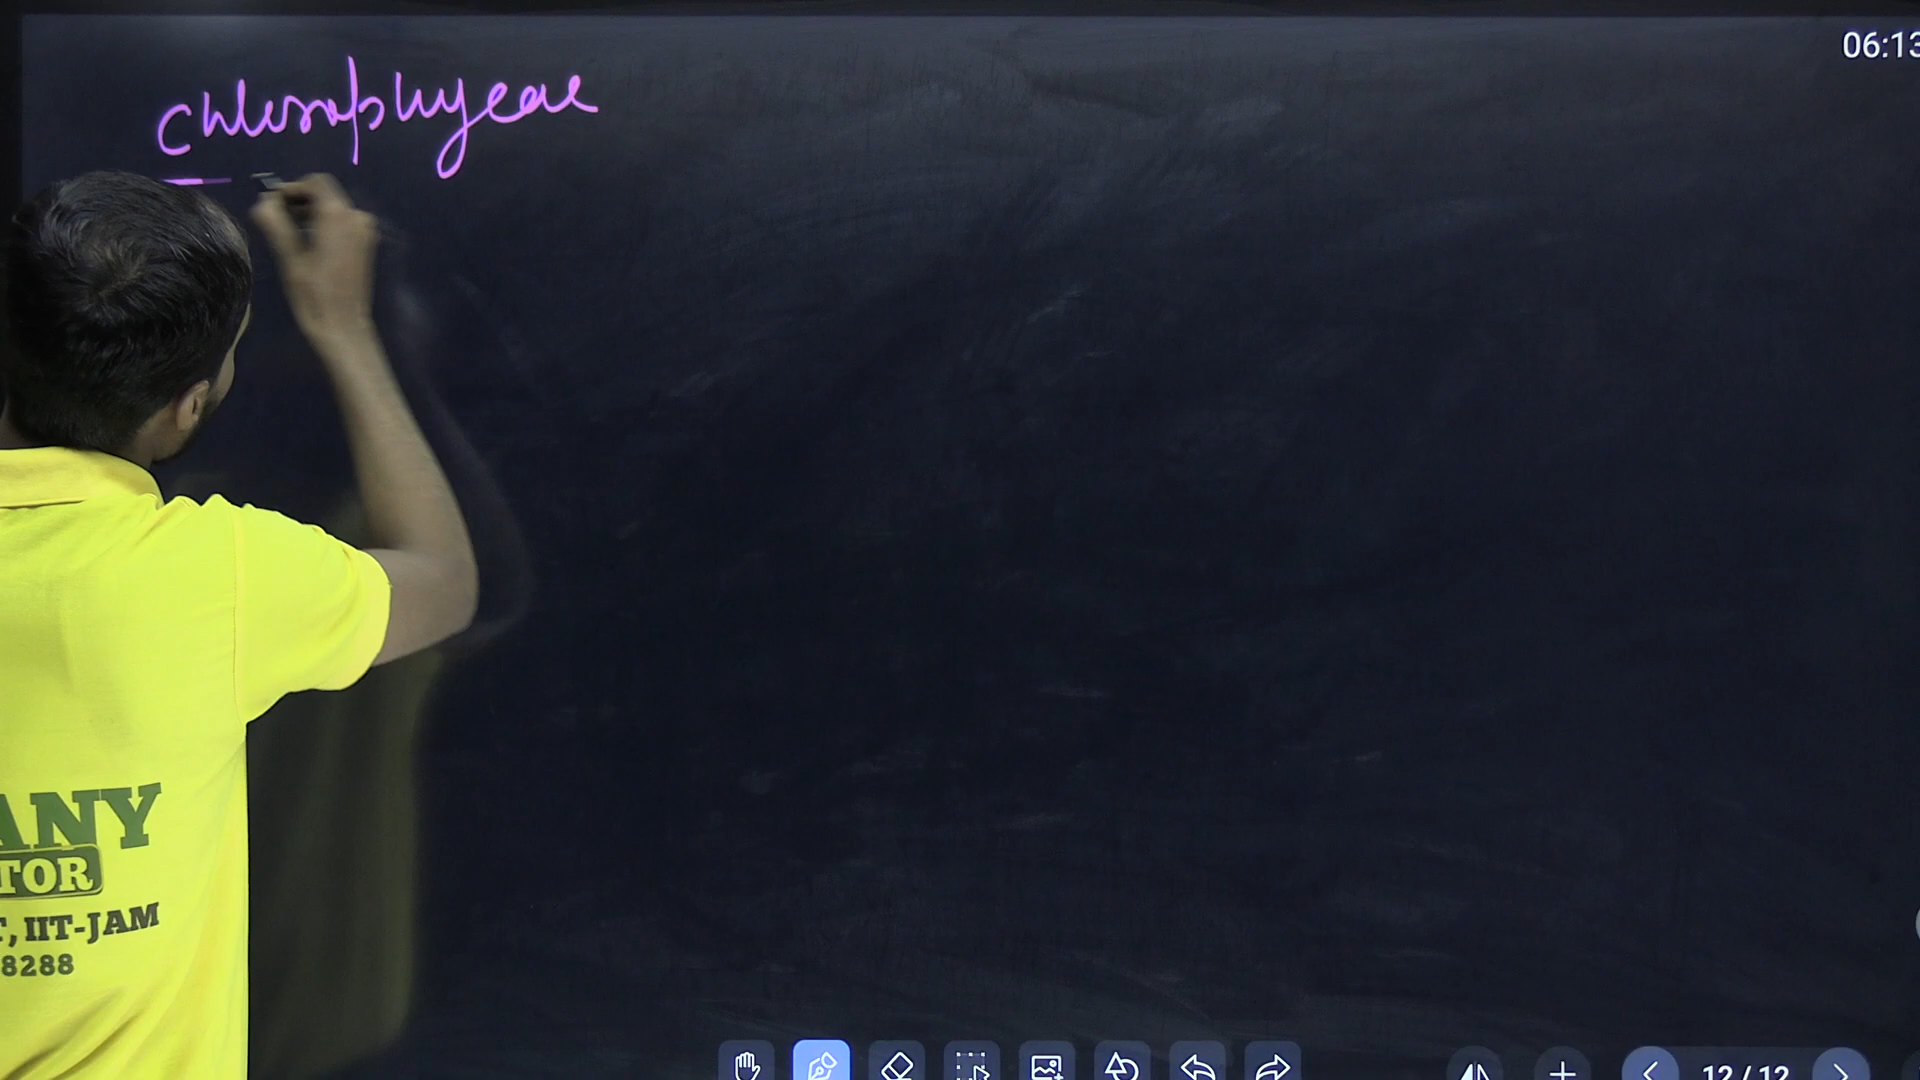 06:13
Chlorophyceae
ANY
TOR
T, IIT-JAM
8288
12/12